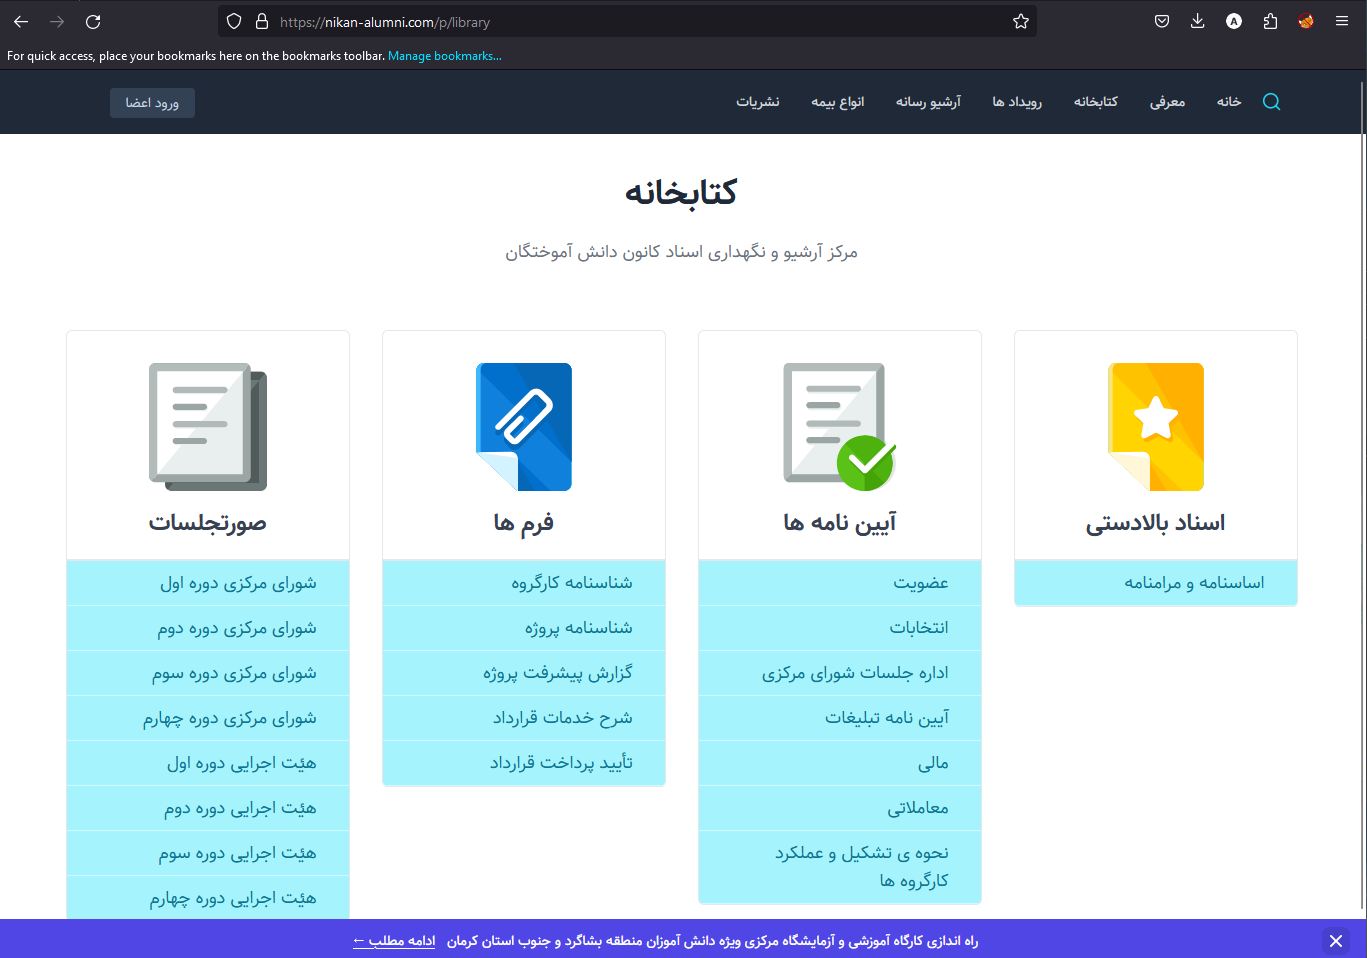 https://nikan-alumni.com/p/library
For quick access, place your bookmarks here on the bookmarks toolbar. Manage bookmarks...
خانه
معرفی
کتابخانه
رویداد ها
آرشیو رسانه
انواع بیمه
نشریات
ورود اعضا
کتابخانه
مرکز آرشیو و نگهداری اسناد کانون دانش آموختگان
اسناد بالادستی
اساسنامه و مرامنامه
آیین نامه ها
عضویت
انتخابات
اداره جلسات شورای مرکزی
آیین نامه تبلیغات
مالی
معاملاتی
نحوه ی تشکیل و عملکرد
کارگروه ها
فرم ها
شناسنامه کارگروه
شناسنامه پروژه
گزارش پیشرفت پروژه
شرح خدمات قرارداد
تأیید پرداخت قرارداد
صورتجلسات
شورای مرکزی دوره اول
شورای مرکزی دوره دوم
شورای مرکزی دوره سوم
شورای مرکزی دوره چهارم
هیئت اجرایی دوره اول
هیئت اجرایی دوره دوم
هیئت اجرایی دوره سوم
هیئت اجرایی دوره چهارم
راه اندازی کارگاه آموزشی و آزمایشگاه مرکزی ویژه دانش آموزان منطقه بشاگرد و جنوب استان کرمان ادامه مطلب ←